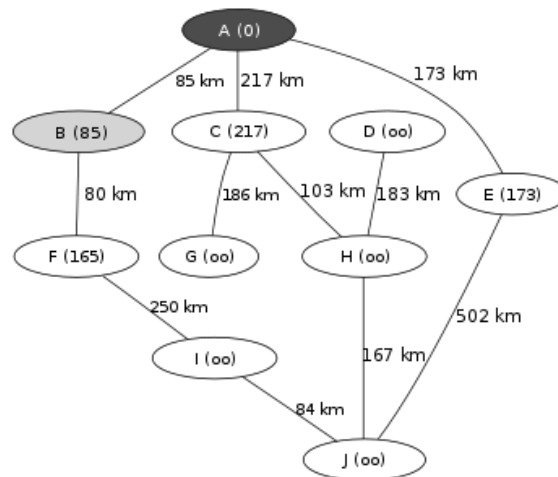 A (0)
85 km
217 km
173 km
B (85)
C (217)
D (oo)
80 km
186 km
103 km
183 km
E (173)
F (165)
G (oo)
H (oo)
250 km
502 km
I (oo)
167 km
84 km
J (oo)